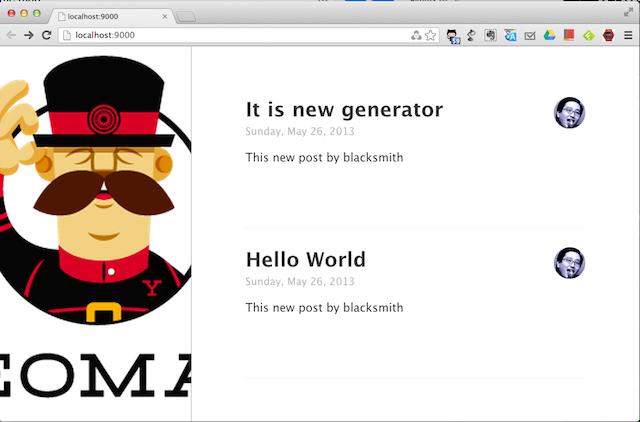 localhost:9000
localhost:9000
Y
EOMA
It is new generator
Sunday, May 26, 2013
This new post by blacksmith
Hello World
Sunday, May 26, 2013
This new post by blacksmith